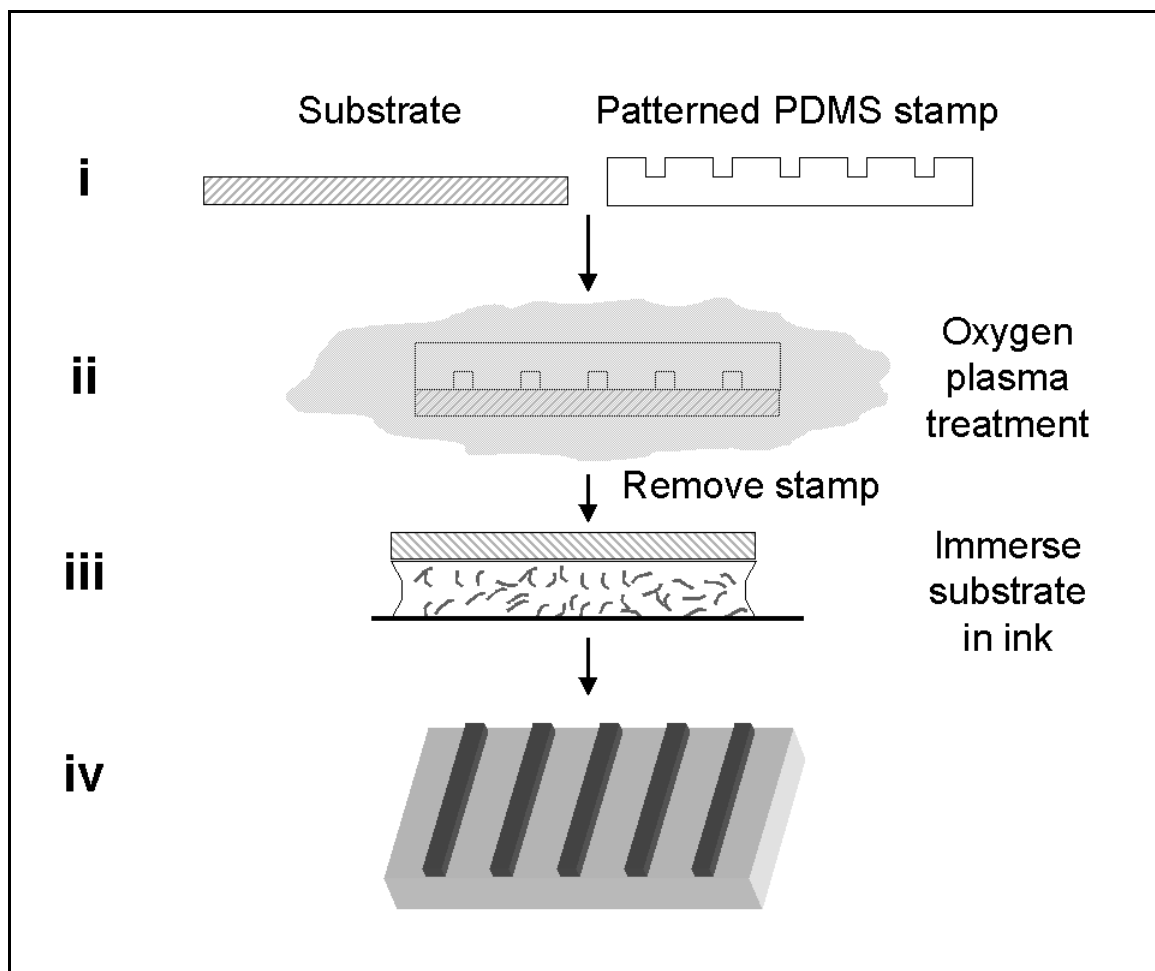 Substrate
Patterned PDMS stamp
i
ii
Oxygen
plasma
treatment
Remove stamp
iii
Immerse
substrate
in ink
iv